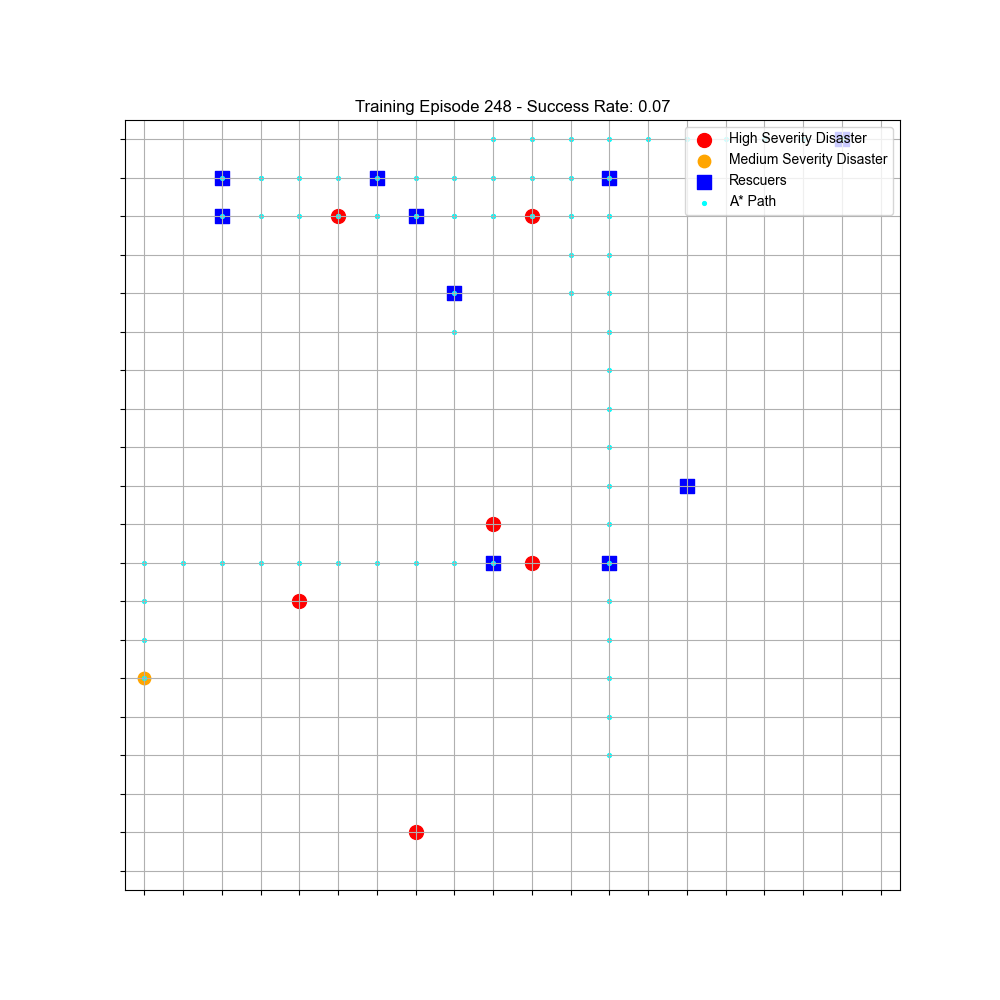 Training Episode 248 - Success Rate: 0.07
High Severity Disaster
Medium Severity Disaster
Rescuers
A* Path